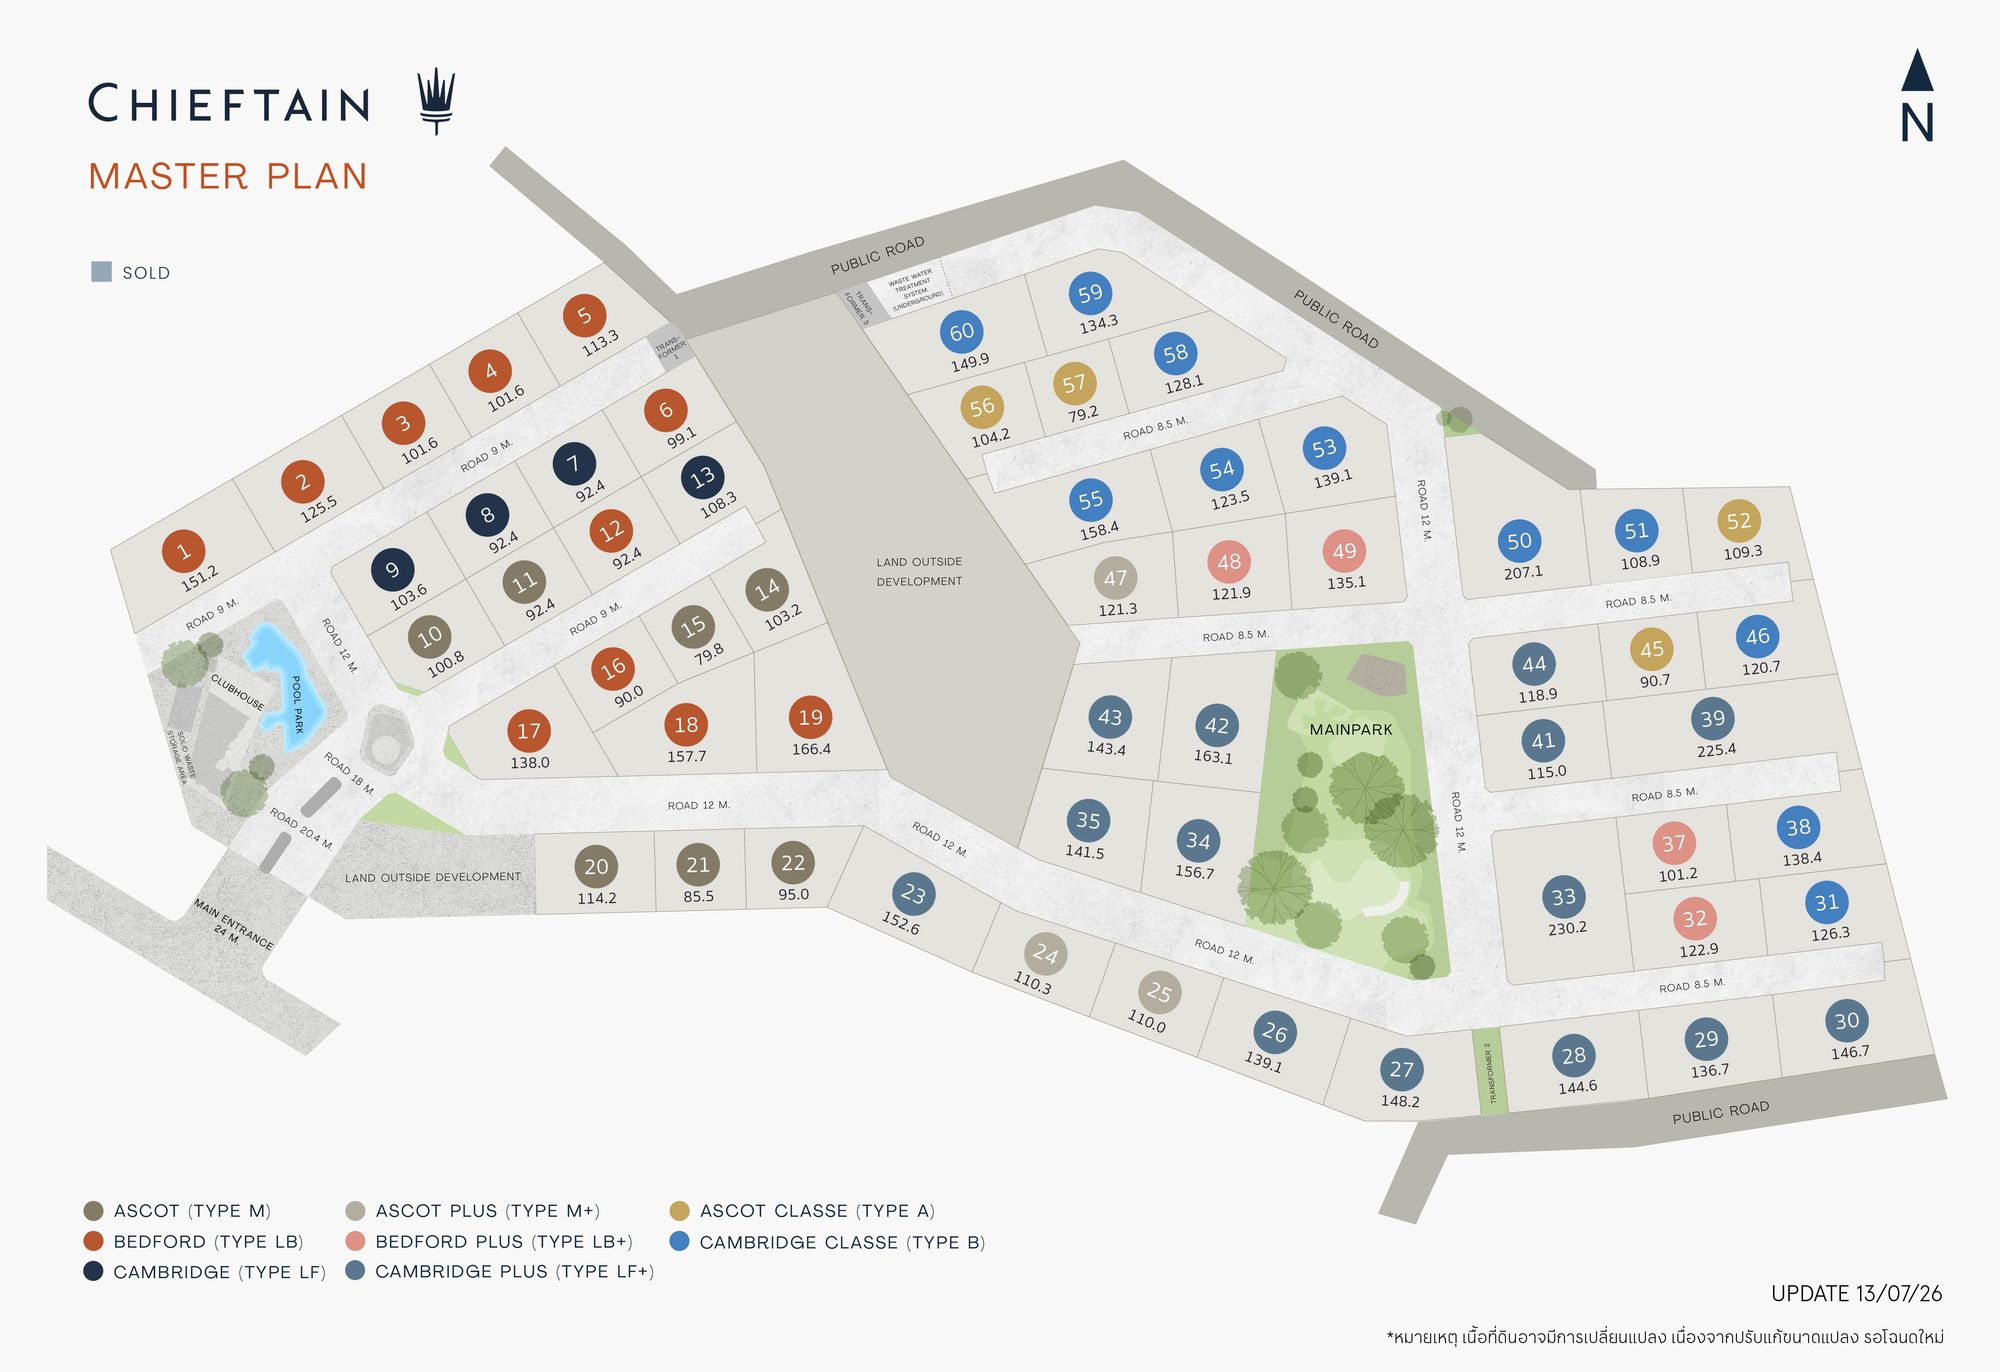 CHIEFTAIN
MASTER PLAN
N
SOLD
PUBLIC ROAD
TRANS-
FORMER 3
WASTE WATER
TREATMENT
SYSTEM
(UNDERGROUND)
PUBLIC ROAD
59
134.3
60
149.9
58
128.1
57
79.2
56
104.2
ROAD 8.5 M.
5
113.3
4
101.6
3
101.6
2
125.5
1
151.2
TRANS-
FORMER
1
ROAD 9 M.
6
99.1
7
92.4
8
92.4
9
103.6
13
108.3
12
92.4
11
92.4
10
100.8
ROAD 9 M.
ROAD 9 M.
ROAD 12 M.
14
103.2
15
79.8
16
90.0
17
138.0
18
157.7
19
166.4
CLUBHOUSE
POOL PARK
SOLID WASTE
STORAGE AREA
ROAD 18 M.
ROAD 20.4 M.
MAIN ENTRANCE
24 M.
LAND OUTSIDE DEVELOPMENT
LAND OUTSIDE
DEVELOPMENT
ROAD 12 M.
20
114.2
21
85.5
22
95.0
23
152.6
ROAD 12 M.
24
110.3
25
110.0
26
139.1
27
148.2
ROAD 12 M.
53
139.1
54
123.5
55
158.4
47
121.3
48
121.9
49
135.1
ROAD 12 M.
ROAD 8.5 M.
50
207.1
51
108.9
52
109.3
ROAD 8.5 M.
44
118.9
45
90.7
46
120.7
41
115.0
39
225.4
ROAD 8.5 M.
43
143.4
42
163.1
35
141.5
34
156.7
MAINPARK
ROAD 12 M.
33
230.2
37
101.2
38
138.4
32
122.9
31
126.3
ROAD 8.5 M.
TRANSFORMER 2
28
144.6
29
136.7
30
146.7
PUBLIC ROAD
ASCOT (TYPE M)
ASCOT PLUS (TYPE M+)
ASCOT CLASSE (TYPE A)
BEDFORD (TYPE LB)
BEDFORD PLUS (TYPE LB+)
CAMBRIDGE CLASSE (TYPE B)
CAMBRIDGE (TYPE LF)
CAMBRIDGE PLUS (TYPE LF+)
UPDATE 13/07/26
*หมายเหตุ เนื้อที่ดินอาจมีการเปลี่ยนแปลง เนื่องจากปรับแก้ขนาดแปลง รอโฉนดใหม่